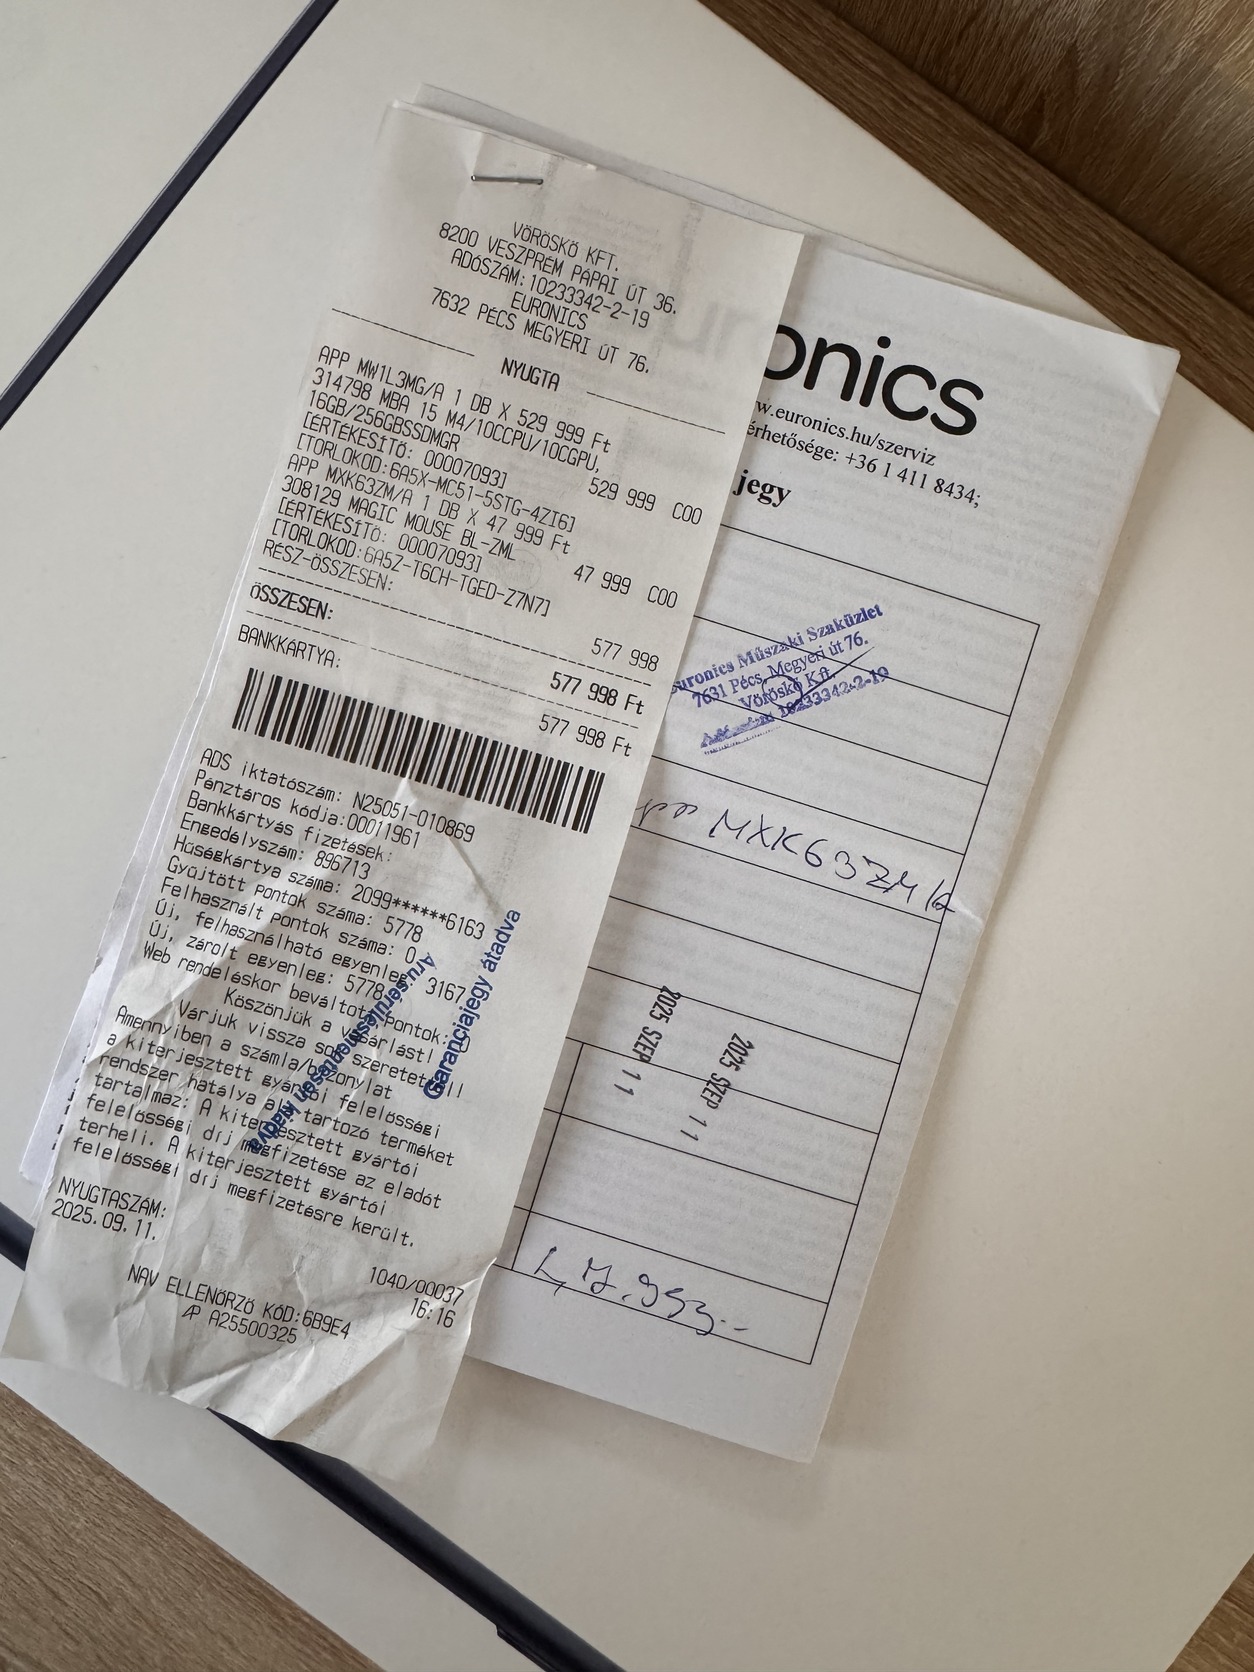 VÖRÖSKŐ KFT.
8200 VESZPRÉM PÁPAI ÚT 36.
ADÓSZÁM:10233342-2-19
EURONICS
7632 PÉCS MEGYERI ÚT 76.
NYUGTA
APP MW1L3MG/A 1 DB X 529 999 Ft
314798 MBA 15 M4/10CCPU/10CGPU,
16GB/256GBSSDMGR
529 999 C00
[ÉRTÉKESÍTŐ: 00007093]
[TORLOKOD:6A5X-MC51-5STG-4ZI6]
APP MXK63ZM/A 1 DB X 47 999 Ft
308129 MAGIC MOUSE BL-ZML
47 999 C00
[ÉRTÉKESÍTŐ: 00007093]
[TORLOKOD:6A5Z-T6CH-TGED-Z7N7]
RÉSZ-ÖSSZESEN:
577 998
ÖSSZESEN:
577 998 Ft
BANKKÁRTYA:
577 998 Ft
ADS iktatószám: N25051-010869
Pénztáros kódja:00011961
Bankkártyás fizetések:
Engedélyszám: 896713
Hűségkártya száma: 2099******6163
Gyűjtött pontok száma: 5778
Felhasznált pontok száma: 0
Új, felhasználható egyenleg: 3167
Új, zárolt egyenleg: 5778
Web rendeléskor beváltott Pontok:
Köszönjük a vásárlást!
Várjuk vissza sok szeretettel!
Amennyiben a számla/bizonylat
a kiterjesztett gyártói felelősségi
rendszer hatálya alá tartozó terméket
tartalmaz: A kiterjesztett gyártói
felelősségi díj megfizetése az eladót
terheli. A kiterjesztett gyártói
felelősségi díj megfizetésre került.
Áru sérülésmentesen kiadva
Garanciajegy átadva
NYUGTASZÁM:
1040/00037
2025.09.11.
16:16
NAV ELLENŐRZŐ KÓD:6B9E4
AP A25500325
onics
w.euronics.hu/szerviz
érhetősége: +36 1 411 8434;
jegy
uronics Műszaki Szaküzlet
7631 Pécs, Megyeri út 76.
Vöröskő Kft.
Adószám: 10233342-2-19
MXK63ZM/A
2025 SZEP 11
2025 SZEP 11